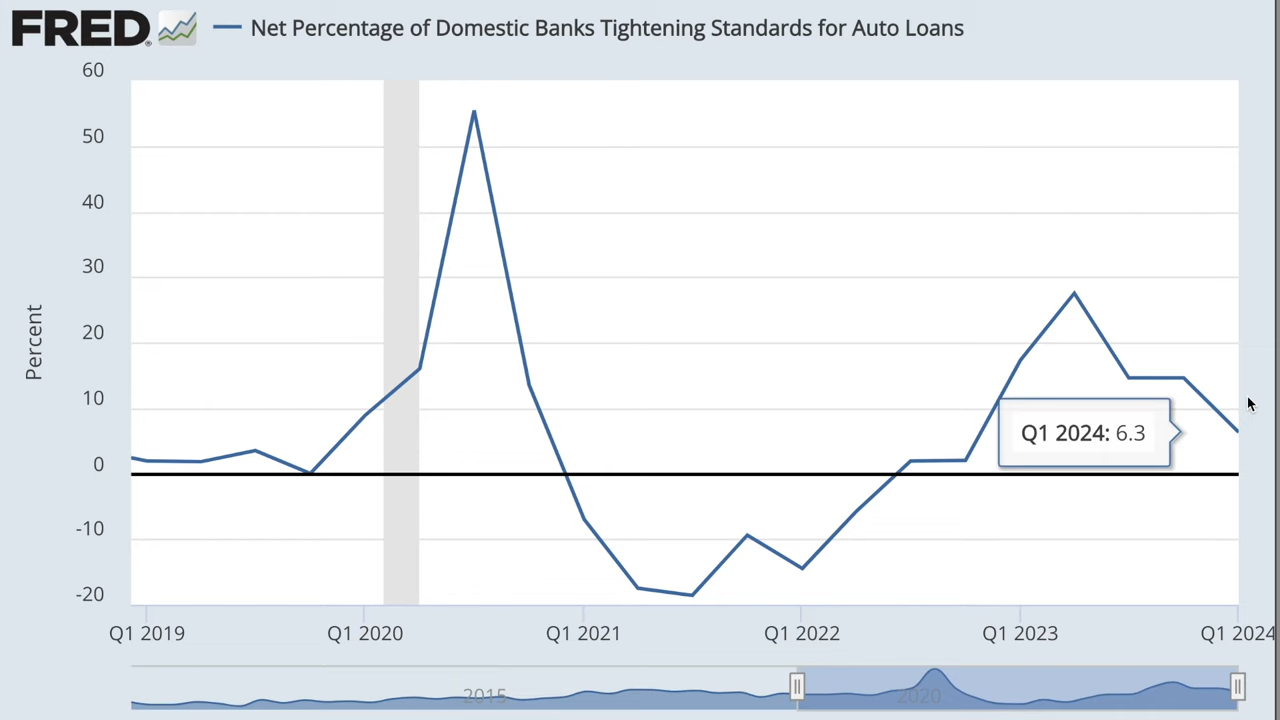 FRED
Net Percentage of Domestic Banks Tightening Standards for Auto Loans
60
50
40
30
20
10
0
-10
-20
Percent
Q1 2024: 6.3
Q1 2019
Q1 2020
Q1 2021
Q1 2022
Q1 2023
Q1 2024
2015
2020